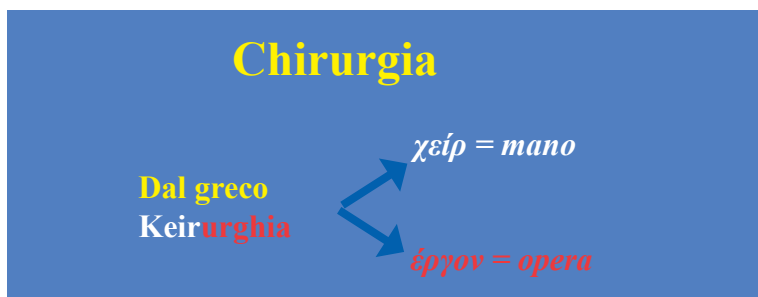 Chirurgia
χείρ = mano
Dal greco
Keirurghia
έργον = opera